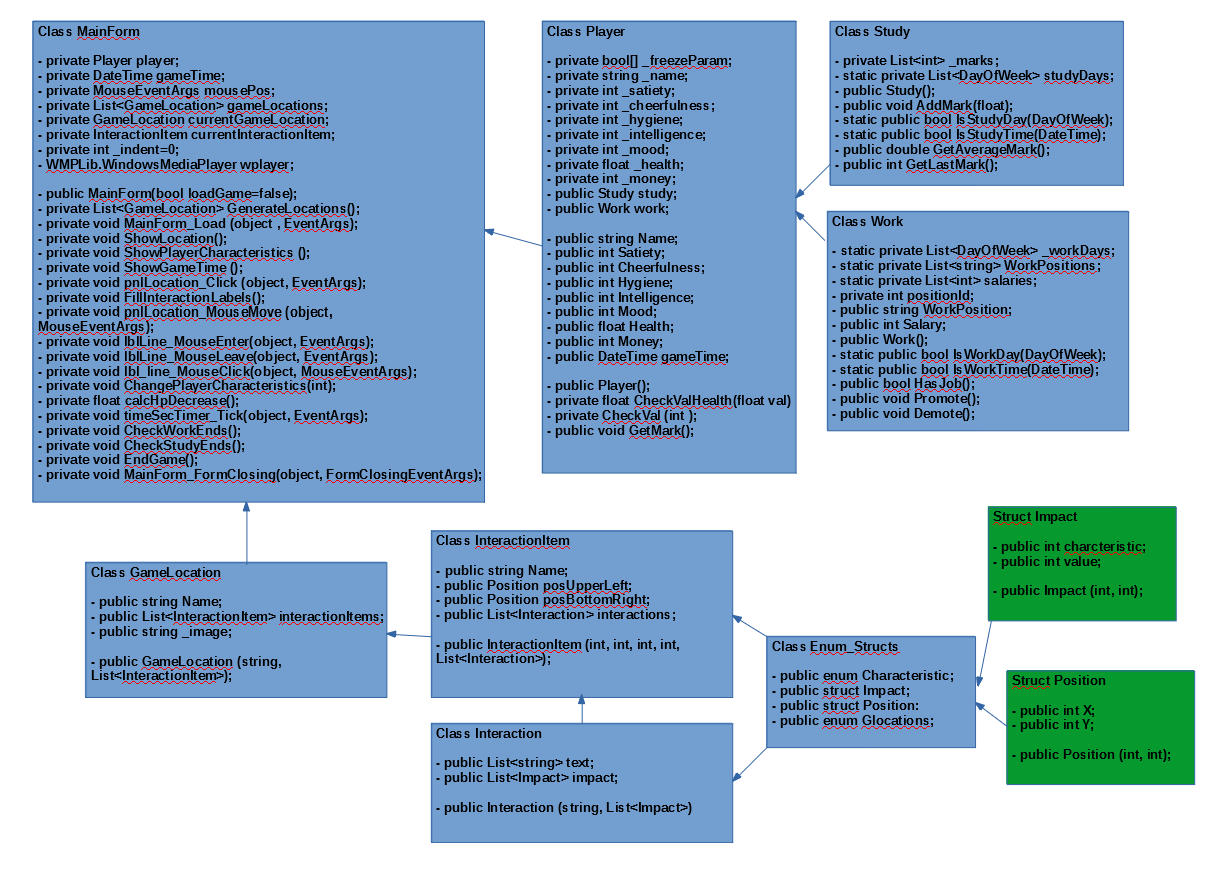 Class MainForm
- private Player player;
- private DateTime gameTime;
- private MouseEventArgs mousePos;
- private List<GameLocation> gameLocations;
- private GameLocation currentGameLocation;
- private InteractionItem currentInteractionItem;
- private int _indent=0;
- WMPLib.WindowsMediaPlayer wplayer;
- public MainForm(bool loadGame=false);
- private List<GameLocation> GenerateLocations();
- private void MainForm_Load (object , EventArgs);
- private void ShowLocation();
- private void ShowPlayerCharacteristics ();
- private void ShowGameTime ();
- private void pnlLocation_Click (object, EventArgs);
- private void FillInteractionLabels();
- private void pnlLocation_MouseMove (object,
MouseEventArgs);
- private void lblLine_MouseEnter(object, EventArgs);
- private void lblLine_MouseLeave(object, EventArgs);
- private void lbl_line_MouseClick(object, MouseEventArgs);
- private void ChangePlayerCharacteristics(int);
- private float calcHpDecrease();
- private void timeSecTimer_Tick(object, EventArgs);
- private void CheckWorkEnds();
- private void CheckStudyEnds();
- private void EndGame();
- private void MainForm_FormClosing(object, FormClosingEventArgs);
Class Player
- private bool[] _freezeParam;
- private string _name;
- private int _satiety;
- private int _cheerfulness;
- private int _hygiene;
- private int _intelligence;
- private int _mood;
- private float _health;
- private int _money;
- public Study study;
- public Work work;
- public string Name;
- public int Satiety;
- public int Cheerfulness;
- public int Hygiene;
- public int Intelligence;
- public int Mood;
- public float Health;
- public int Money;
- public DateTime gameTime;
- public Player();
- private float CheckValHealth(float val)
- private CheckVal (int );
- public void GetMark();
Class Study
- private List<int> _marks;
- static private List<DayOfWeek> studyDays;
- public Study();
- public void AddMark(float);
- static public bool IsStudyDay(DayOfWeek);
- static public bool IsStudyTime(DateTime);
- public double GetAverageMark();
- public int GetLastMark();
Class Work
- static private List<DayOfWeek> _workDays;
- static private List<string> WorkPositions;
- static private List<int> salaries;
- private int positionId;
- public string WorkPosition;
- public int Salary;
- public Work();
- static public bool IsWorkDay(DayOfWeek);
- static public bool IsWorkTime(DateTime);
- public bool HasJob();
- public void Promote();
- public void Demote();
Class GameLocation
- public string Name;
- public List<InteractionItem> interactionItems;
- public string _image;
- public GameLocation (string,
List<InteractionItem>);
Class InteractionItem
- public string Name;
- public Position posUpperLeft;
- public Position posBottomRight;
- public List<Interaction> interactions;
- public InteractionItem (int, int, int, int,
List<Interaction>);
Class Interaction
- public List<string> text;
- public List<Impact> impact;
- public Interaction (string, List<Impact>)
Class Enum_Structs
- public enum Characteristic;
- public struct Impact;
- public struct Position:
- public enum Glocations;
Struct Impact
- public int charcteristic;
- public int value;
- public Impact (int, int);
Struct Position
- public int X;
- public int Y;
- public Position (int, int);